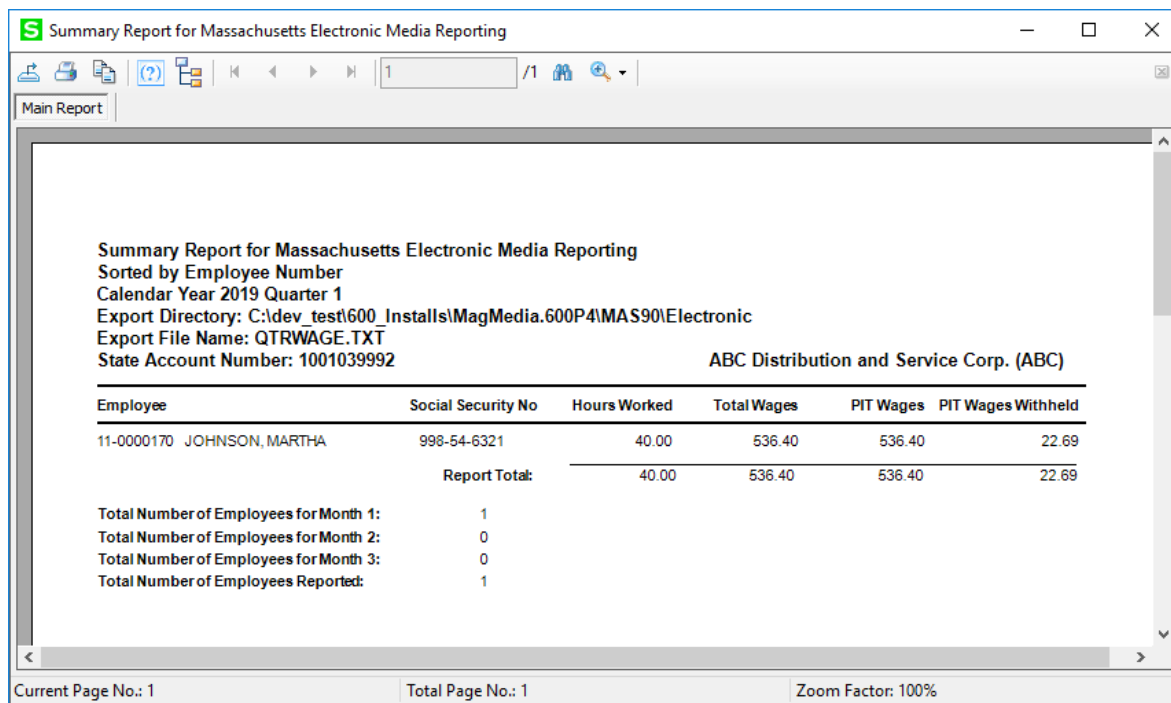 S Summary Report for Massachusetts Electronic Media Reporting
(?) 1 /1
Main Report
Summary Report for Massachusetts Electronic Media Reporting
Sorted by Employee Number
Calendar Year 2019 Quarter 1
Export Directory: C:\dev_test\600_Installs\MagMedia.600P4\MAS90\Electronic
Export File Name: QTRWAGE.TXT
State Account Number: 1001039992 ABC Distribution and Service Corp. (ABC)
Employee Social Security No Hours Worked Total Wages PIT Wages PIT Wages Withheld
11-0000170 JOHNSON, MARTHA 998-54-6321 40.00 536.40 536.40 22.69
Report Total: 40.00 536.40 536.40 22.69
Total Number of Employees for Month 1: 1
Total Number of Employees for Month 2: 0
Total Number of Employees for Month 3: 0
Total Number of Employees Reported: 1
Current Page No.: 1 Total Page No.: 1 Zoom Factor: 100%